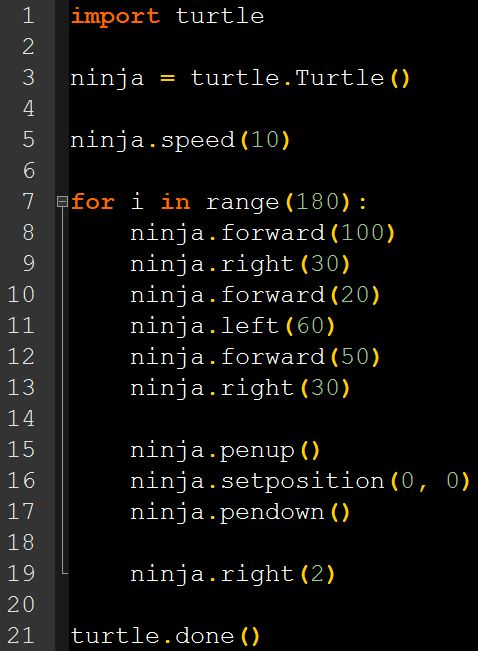 1 import turtle
2
3 ninja = turtle.Turtle()
4
5 ninja.speed(10)
6
7 for i in range(180):
8     ninja.forward(100)
9     ninja.right(30)
10     ninja.forward(20)
11     ninja.left(60)
12     ninja.forward(50)
13     ninja.right(30)
14
15     ninja.penup()
16     ninja.setposition(0, 0)
17     ninja.pendown()
18
19     ninja.right(2)
20
21 turtle.done()